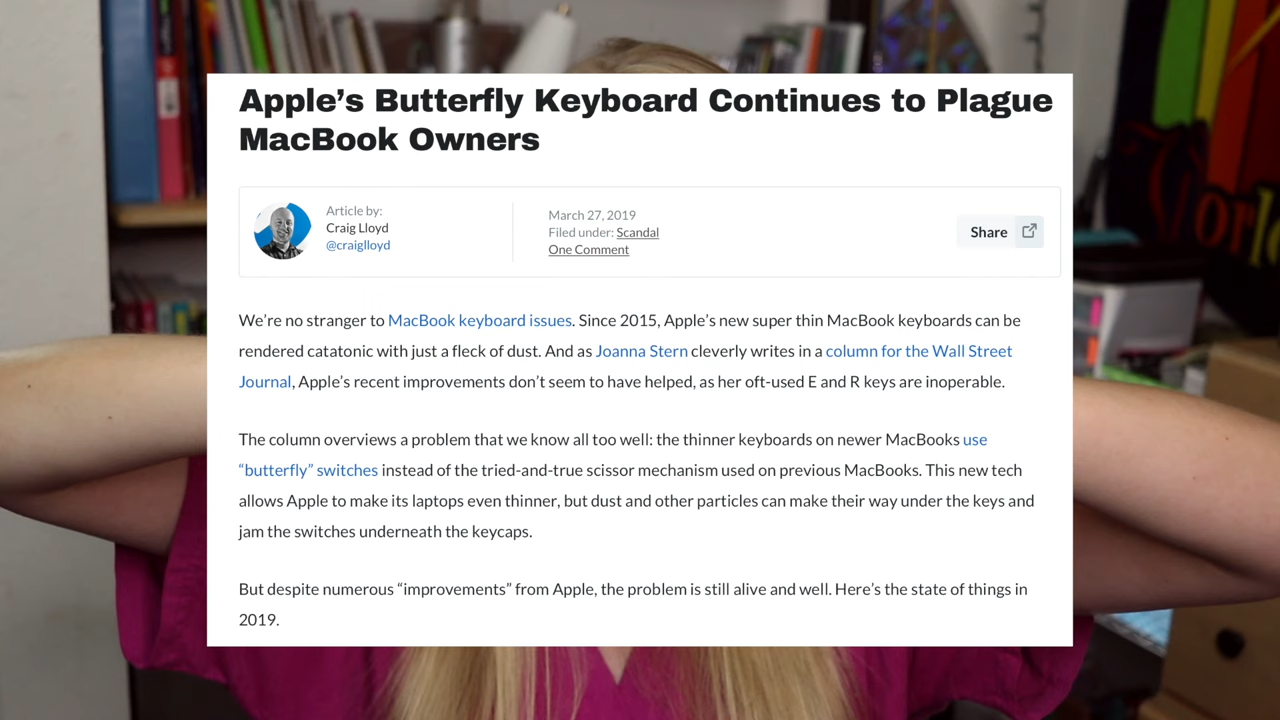 Apple’s Butterfly Keyboard Continues to Plague
MacBook Owners
Article by:
Craig Lloyd
@craiglloyd
March 27, 2019
Filed under: Scandal
One Comment
Share
We’re no stranger to MacBook keyboard issues. Since 2015, Apple’s new super thin MacBook keyboards can be
rendered catatonic with just a fleck of dust. And as Joanna Stern cleverly writes in a column for the Wall Street
Journal, Apple’s recent improvements don’t seem to have helped, as her oft-used E and R keys are inoperable.
The column overviews a problem that we know all too well: the thinner keyboards on newer MacBooks use
“butterfly” switches instead of the tried-and-true scissor mechanism used on previous MacBooks. This new tech
allows Apple to make its laptops even thinner, but dust and other particles can make their way under the keys and
jam the switches underneath the keycaps.
But despite numerous “improvements” from Apple, the problem is still alive and well. Here’s the state of things in
2019.